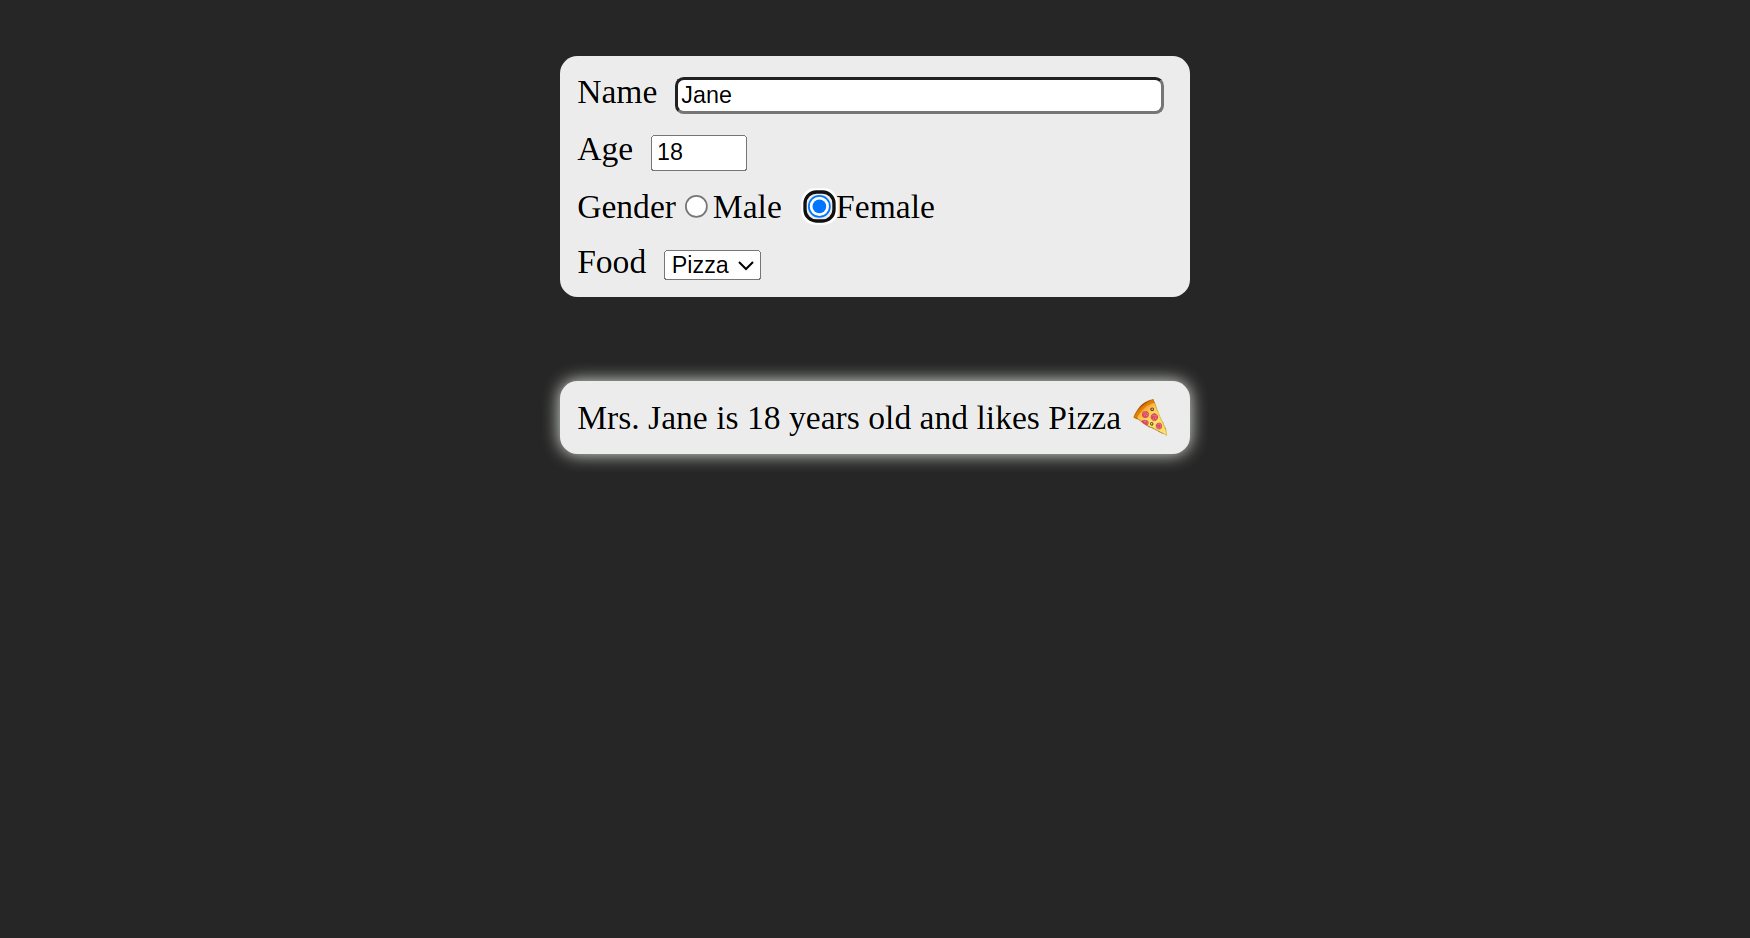 Name Jane
Age 18
Gender Male Female
Food Pizza
Mrs. Jane is 18 years old and likes Pizza 🍕